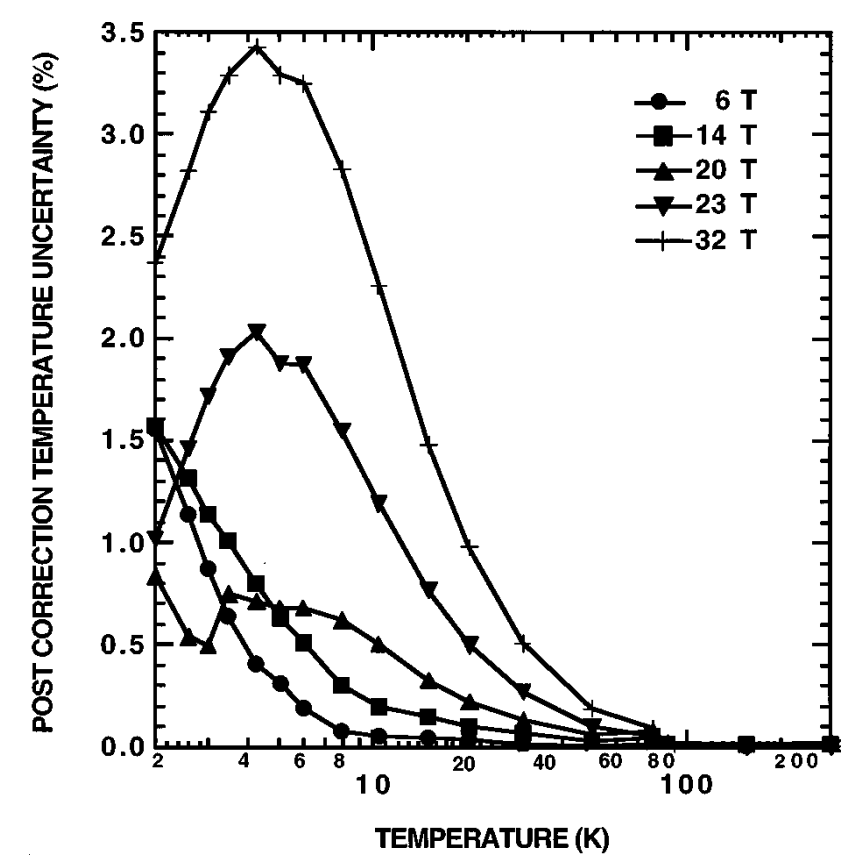 POST CORRECTION TEMPERATURE UNCERTAINTY (%)
3.5
3.0
2.5
2.0
1.5
1.0
0.5
0.0
6 T
14 T
20 T
23 T
32 T
2 4 6 8 20 40 60 80 200
10 100
TEMPERATURE (K)